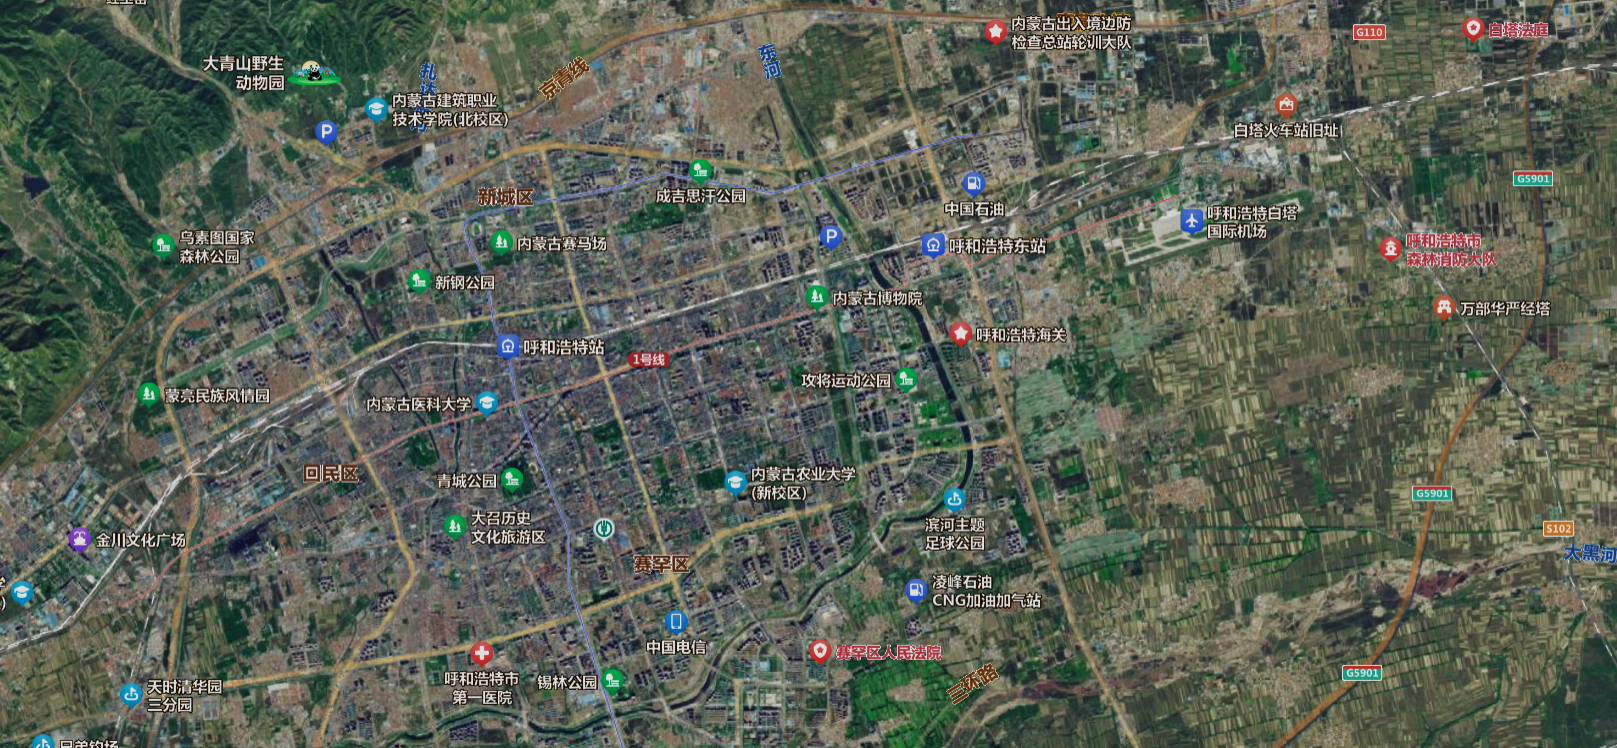 内蒙古出入境边防
检查总站轮训大队
G110
白塔法庭
东
河
大青山野生
动物园
京青线
内蒙古建筑职业
技术学院(北校区)
白塔火车站旧址
G5901
新城区
成吉思汗公园
中国石油
呼和浩特白塔
国际机场
乌素图国家
森林公园
内蒙古赛马场
呼和浩特东站
呼和浩特市
森林消防大队
新钢公园
内蒙古博物院
万部华严经塔
呼和浩特站
1号线
呼和浩特海关
攻将运动公园
蒙亮民族风情园
内蒙古医科大学
回民区
青城公园
内蒙古农业大学
(新校区)
G5901
大召历史
文化旅游区
滨河主题
足球公园
S102
金川文化广场
大黑河
赛罕区
凌峰石油
CNG加油加气站
中国电信
赛罕区人民法院
呼和浩特市
第一医院
锡林公园
三环路
G5901
天时清华园
三分园